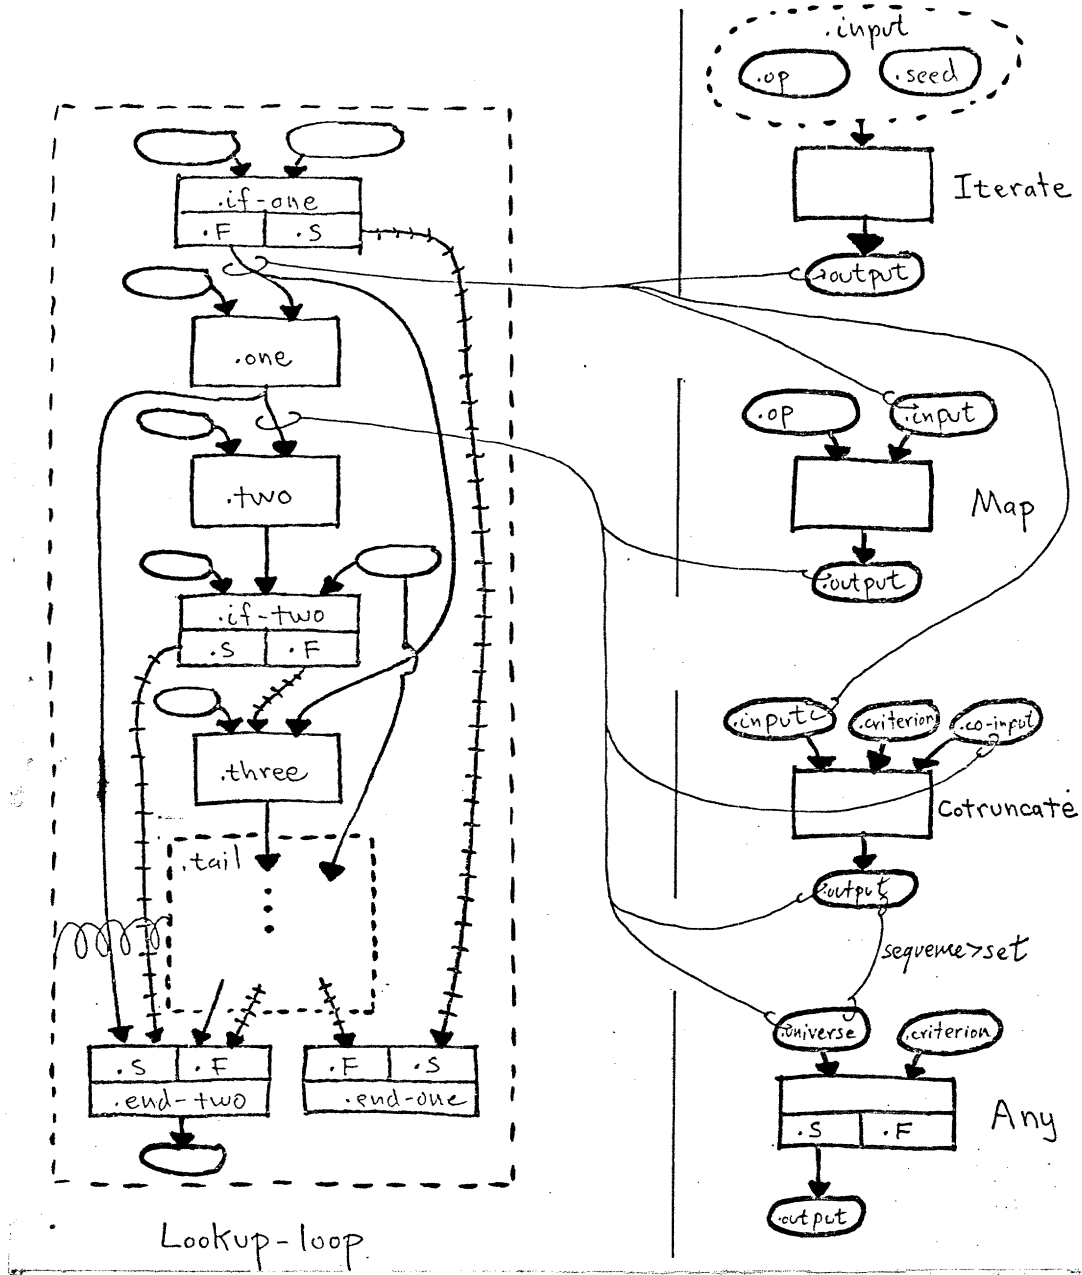 .if-one
.F .S
.one
.two
.if-two
.S .F
.three
.tail
.S .F
.end-two
.F .S
.end-one
Lookup-loop
.input
.op .seed
Iterate
.output
.op .input
Map
.output
.input .criterion .co-input
Cotruncate
.output
sequeme>set
.universe .criterion
Any
.S .F
.output